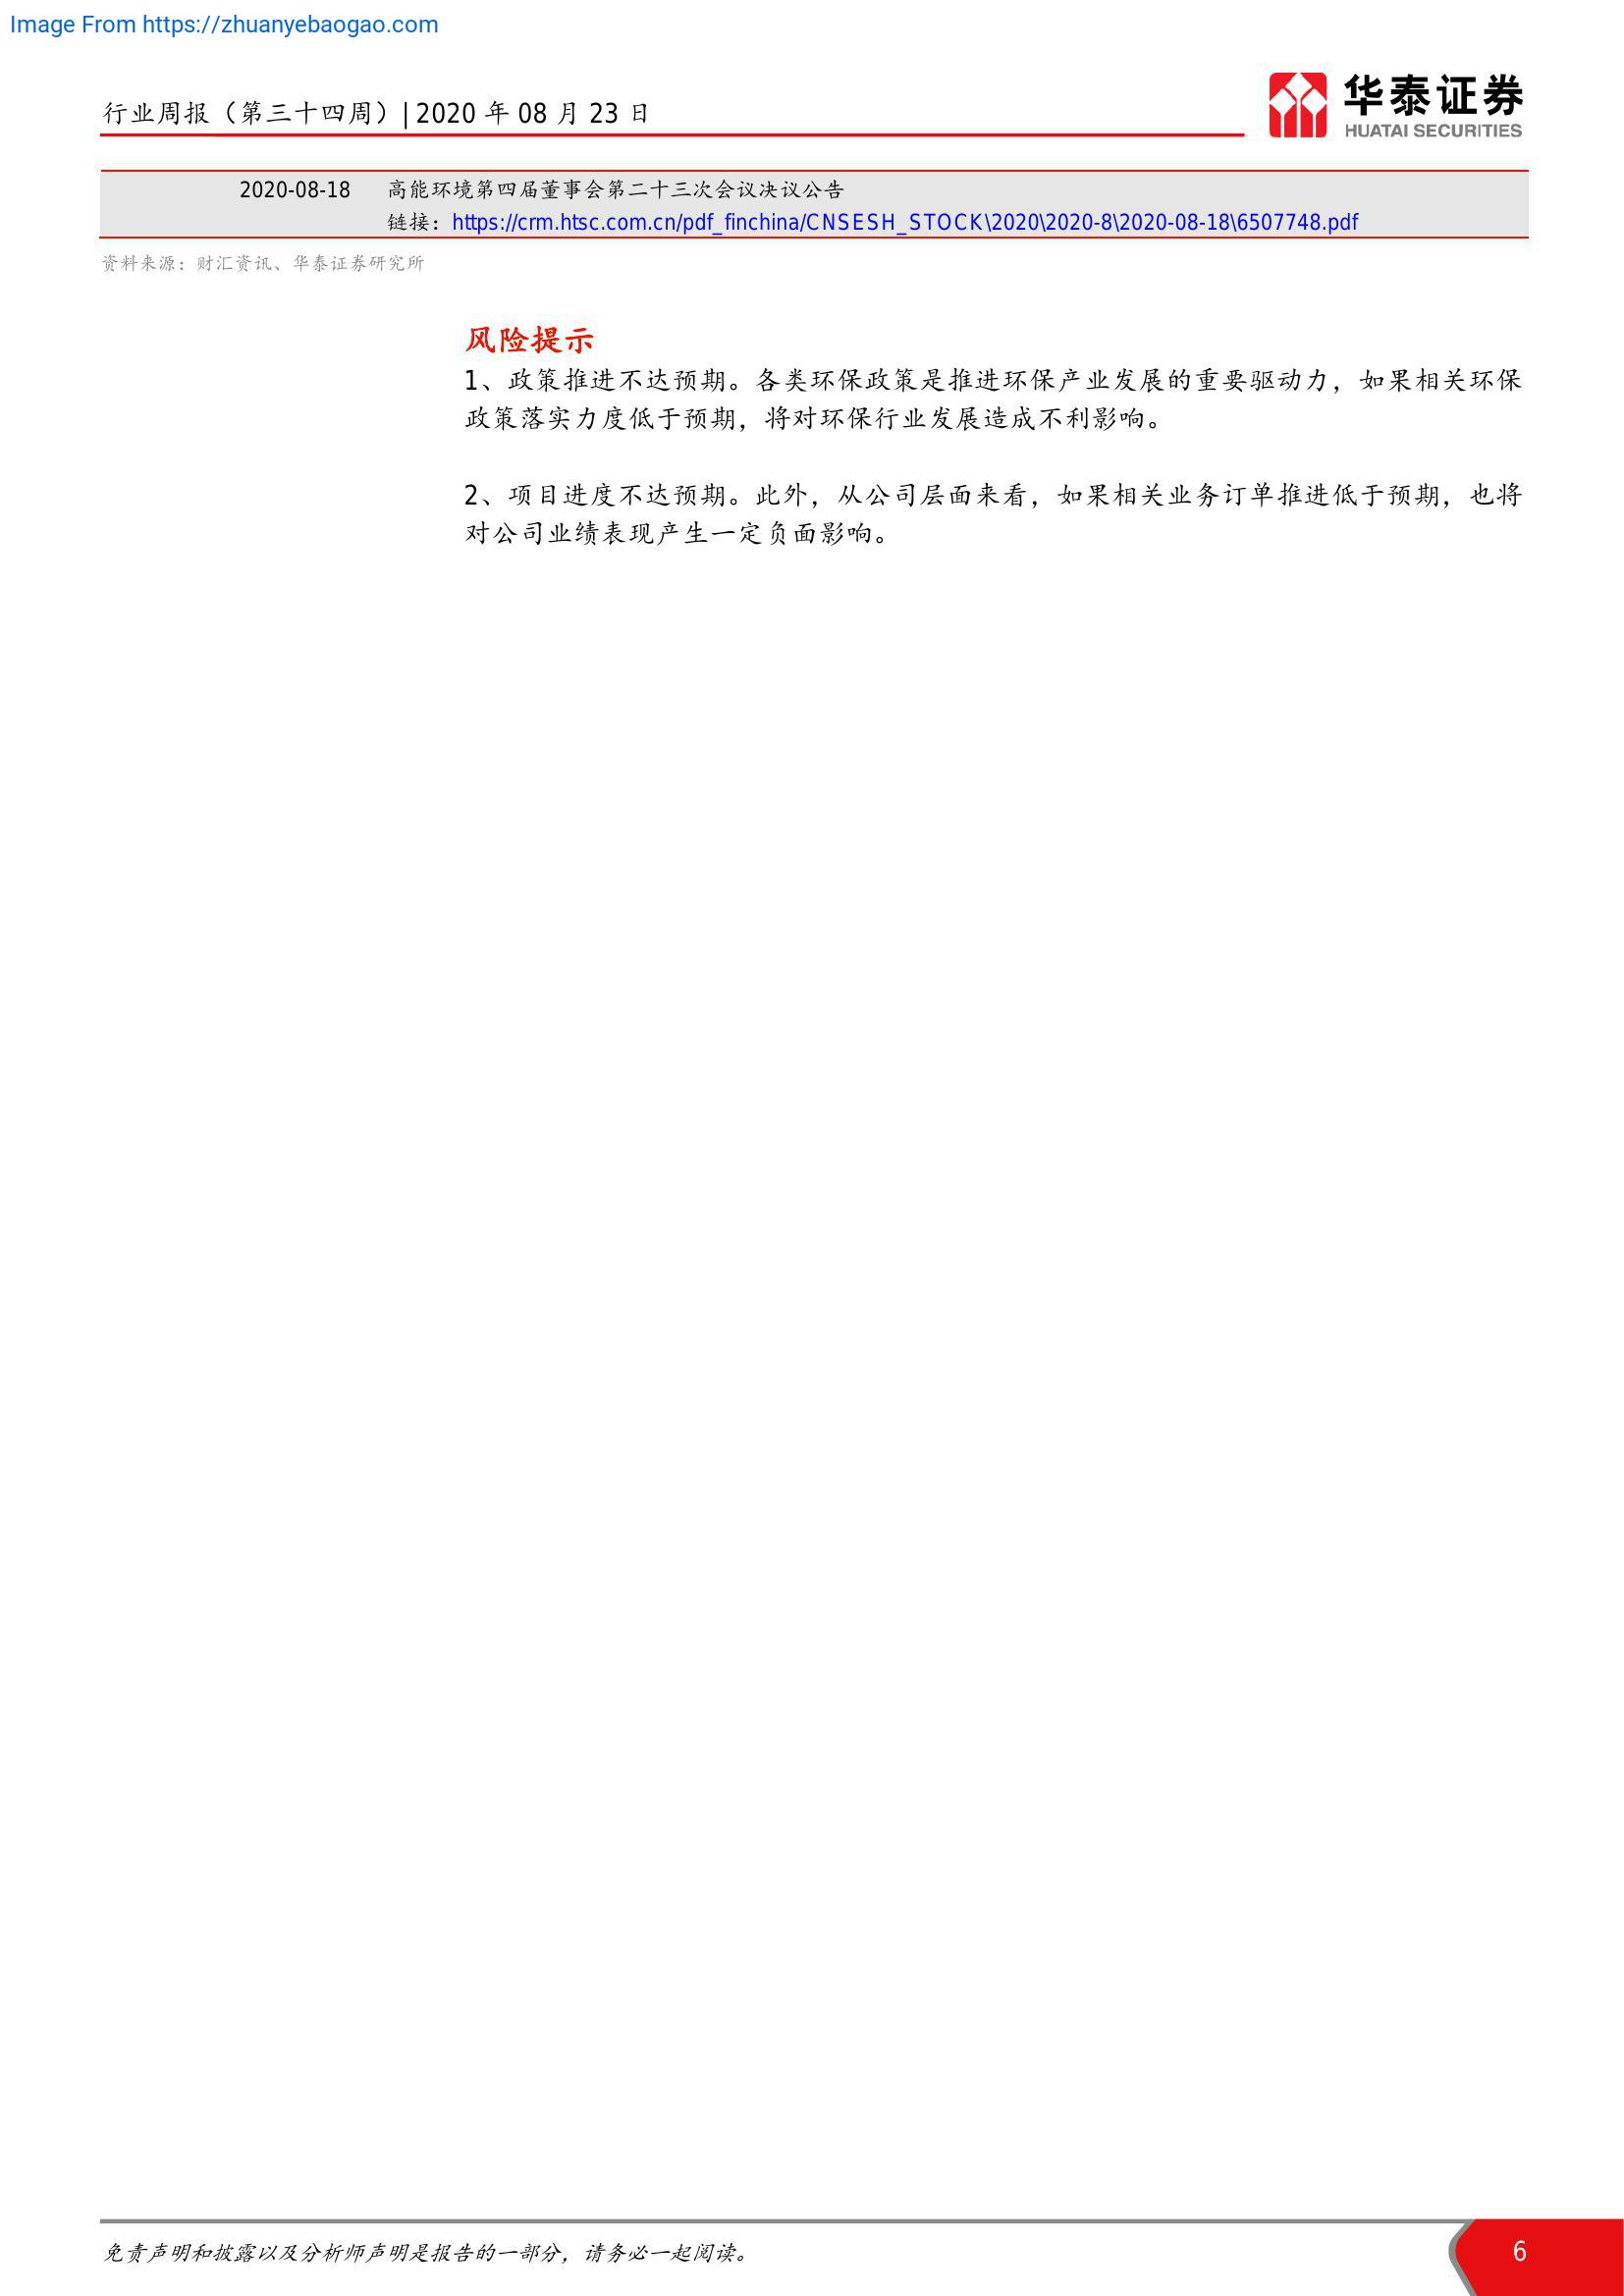 Image From https://zhuanyebaogao.com
行业周报（第三十四周）| 2020 年 08 月 23 日
华泰证券
HUATAI SECURITIES
2020-08-18 高能环境第四届董事会第二十三次会议决议公告
链接：https://crm.htsc.com.cn/pdf_finchina/CNSESH_STOCK\2020\2020-8\2020-08-18\6507748.pdf
资料来源：财汇资讯、华泰证券研究所
风险提示
1、政策推进不达预期。各类环保政策是推进环保产业发展的重要驱动力，如果相关环保
政策落实力度低于预期，将对环保行业发展造成不利影响。
2、项目进度不达预期。此外，从公司层面来看，如果相关业务订单推进低于预期，也将
对公司业绩表现产生一定负面影响。
免责声明和披露以及分析师声明是报告的一部分，请务必一起阅读。
6